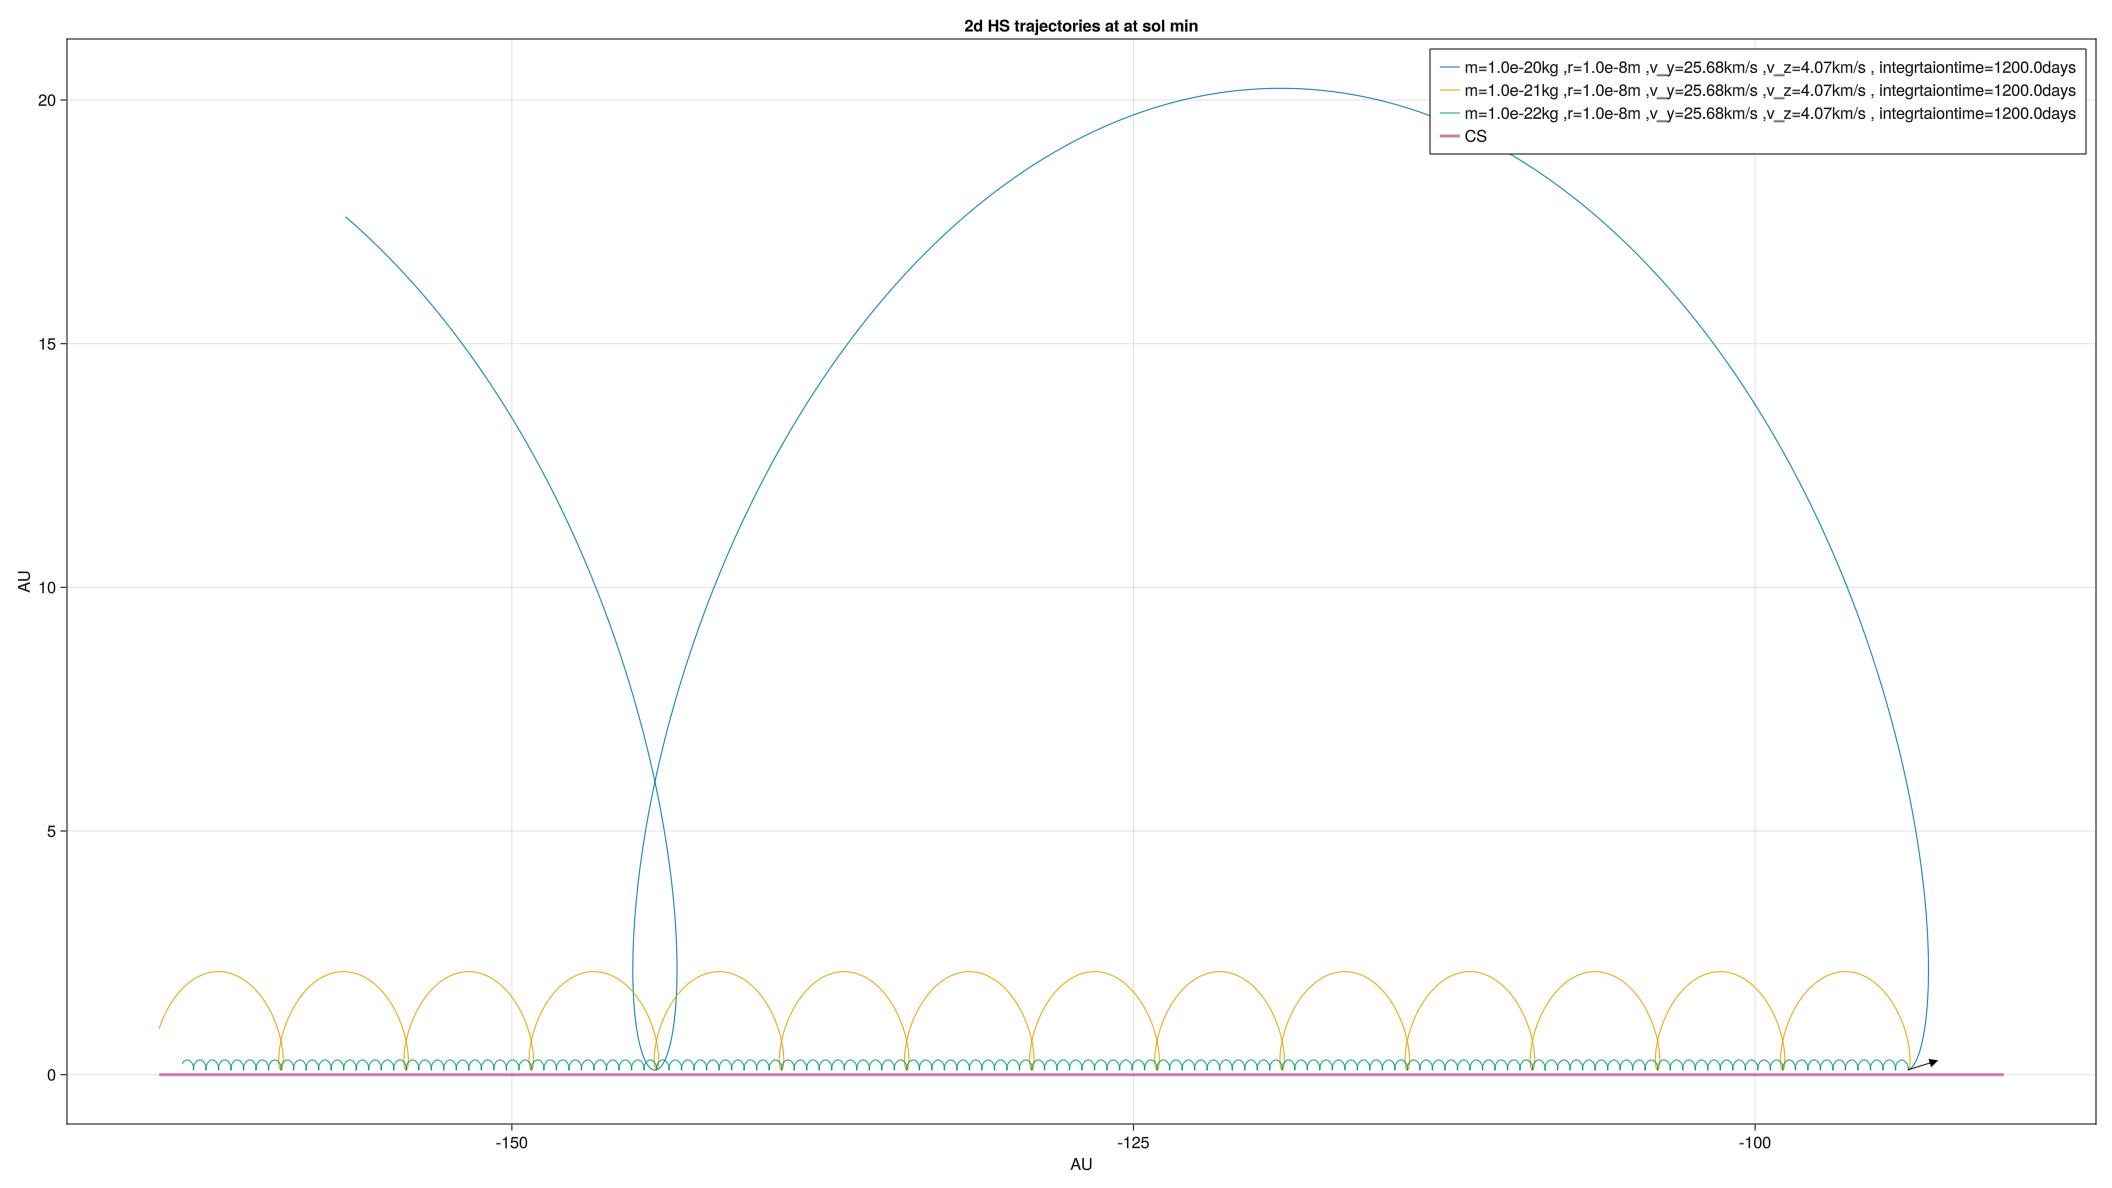 2d HS trajectories at at sol min
m=1.0e-20kg ,r=1.0e-8m ,v_y=25.68km/s ,v_z=4.07km/s , integrtaiontime=1200.0days
m=1.0e-21kg ,r=1.0e-8m ,v_y=25.68km/s ,v_z=4.07km/s , integrtaiontime=1200.0days
m=1.0e-22kg ,r=1.0e-8m ,v_y=25.68km/s ,v_z=4.07km/s , integrtaiontime=1200.0days
CS
20
15
10
5
0
AU
-150
-125
-100
AU